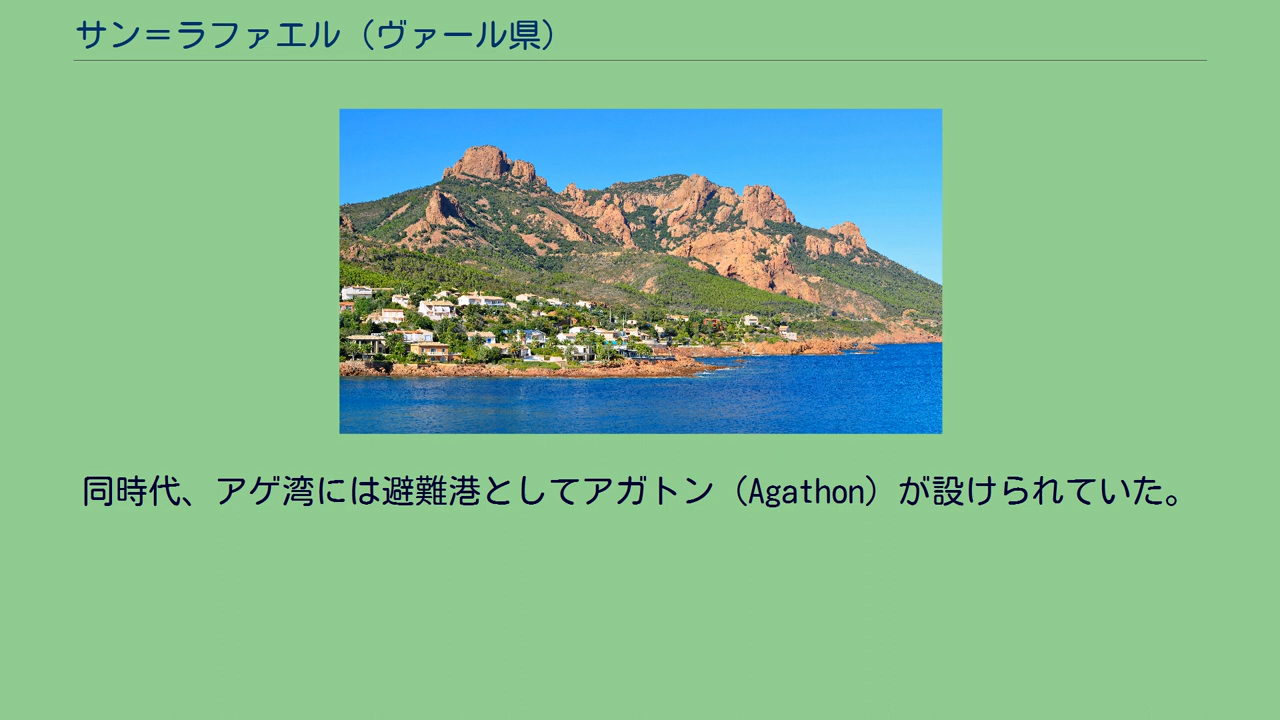 サン＝ラファエル（ヴァール県）
同時代、アゲ湾には避難港としてアガトン（Agathon）が設けられていた。